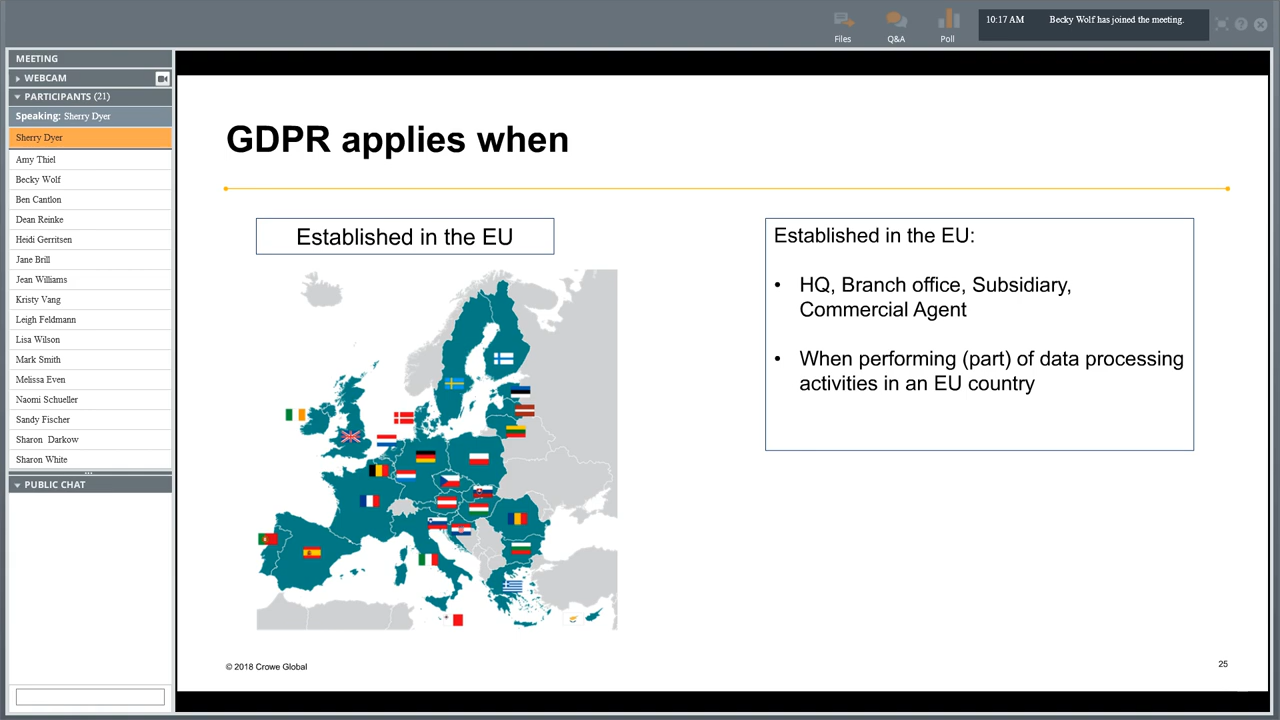 Files
Q&A
Poll
10:17 AM Becky Wolf has joined the meeting.
MEETING
WEBCAM
PARTICIPANTS (21)
Speaking: Sherry Dyer
Sherry Dyer
Amy Thiel
Becky Wolf
Ben Cantlon
Dean Reinke
Heidi Gerritsen
Jane Brill
Jean Williams
Kristy Vang
Leigh Feldmann
Lisa Wilson
Mark Smith
Melissa Even
Naomi Schueller
Sandy Fischer
Sharon Darkow
Sharon White
PUBLIC CHAT
GDPR applies when
Established in the EU
Established in the EU:
• HQ, Branch office, Subsidiary,
Commercial Agent
• When performing (part) of data processing
activities in an EU country
© 2018 Crowe Global
25